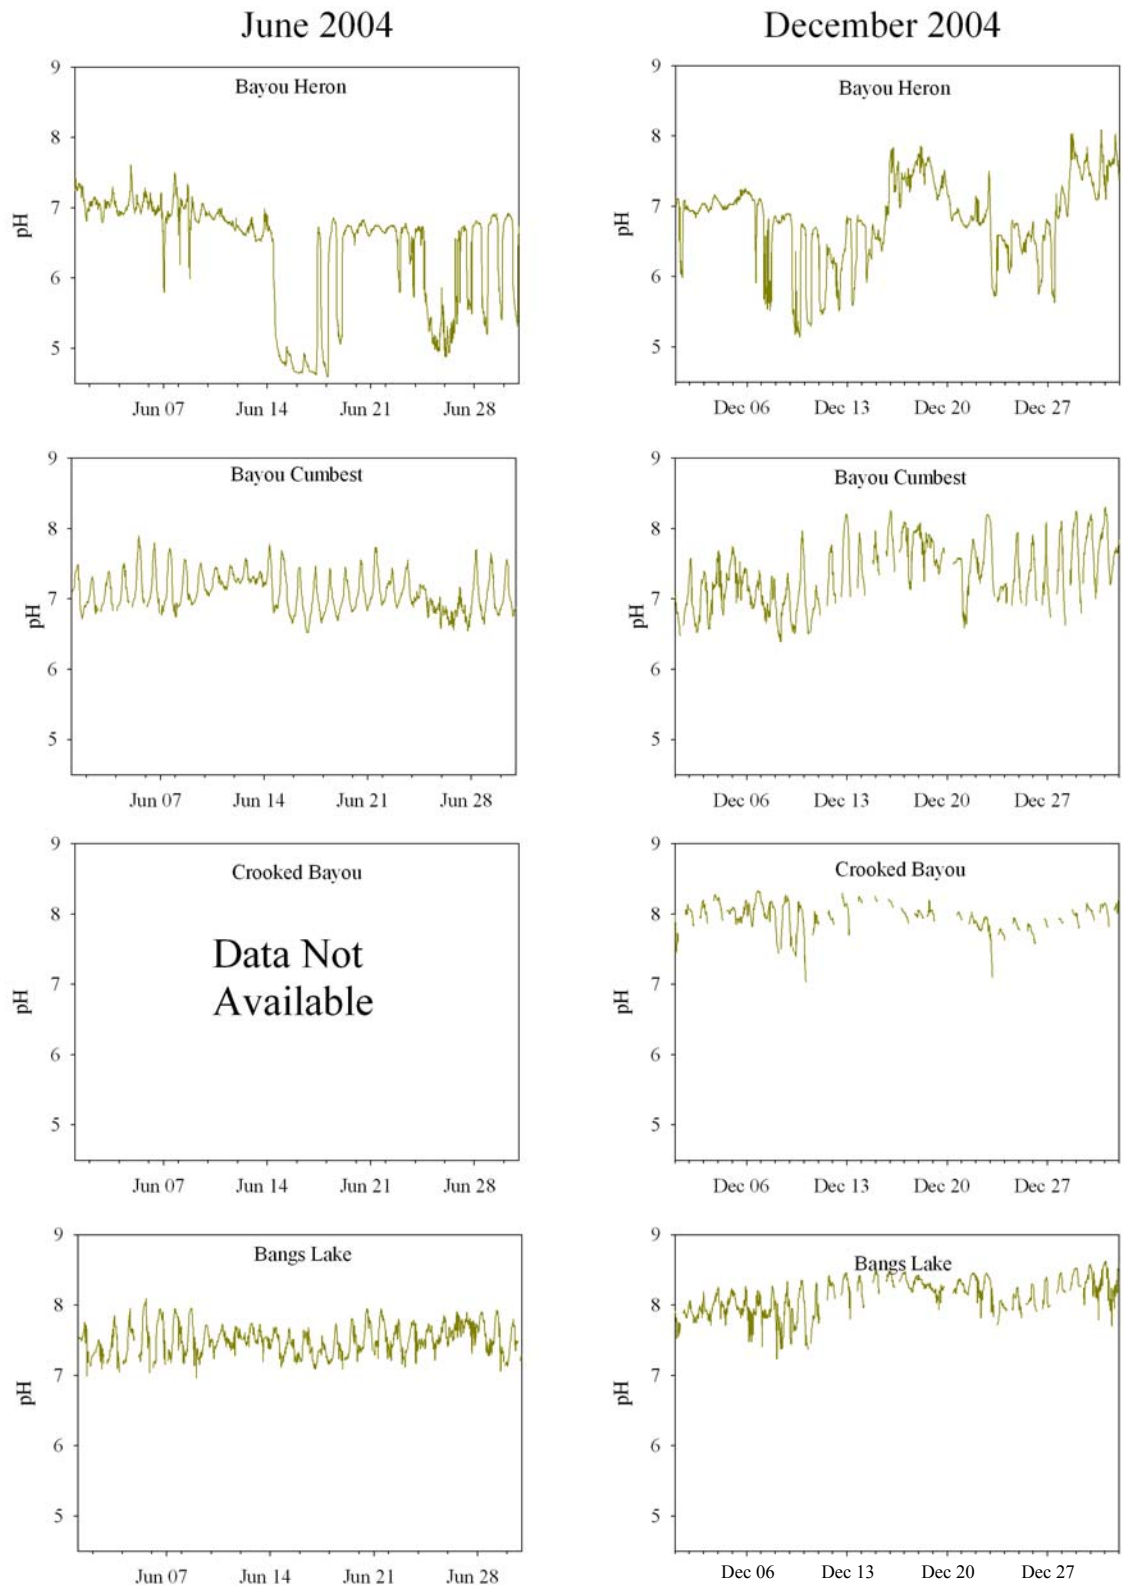 June 2004
December 2004
Bayou Heron
9
8
7
6
5
pH
Jun 07 Jun 14 Jun 21 Jun 28
Bayou Heron
9
8
7
6
5
pH
Dec 06 Dec 13 Dec 20 Dec 27
Bayou Cumbest
9
8
7
6
5
pH
Jun 07 Jun 14 Jun 21 Jun 28
Bayou Cumbest
9
8
7
6
5
pH
Dec 06 Dec 13 Dec 20 Dec 27
Crooked Bayou
Data Not
Available
9
8
7
6
5
pH
Jun 07 Jun 14 Jun 21 Jun 28
Crooked Bayou
9
8
7
6
5
pH
Dec 06 Dec 13 Dec 20 Dec 27
Bangs Lake
9
8
7
6
5
pH
Jun 07 Jun 14 Jun 21 Jun 28
Bangs Lake
9
8
7
6
5
pH
Dec 06 Dec 13 Dec 20 Dec 27